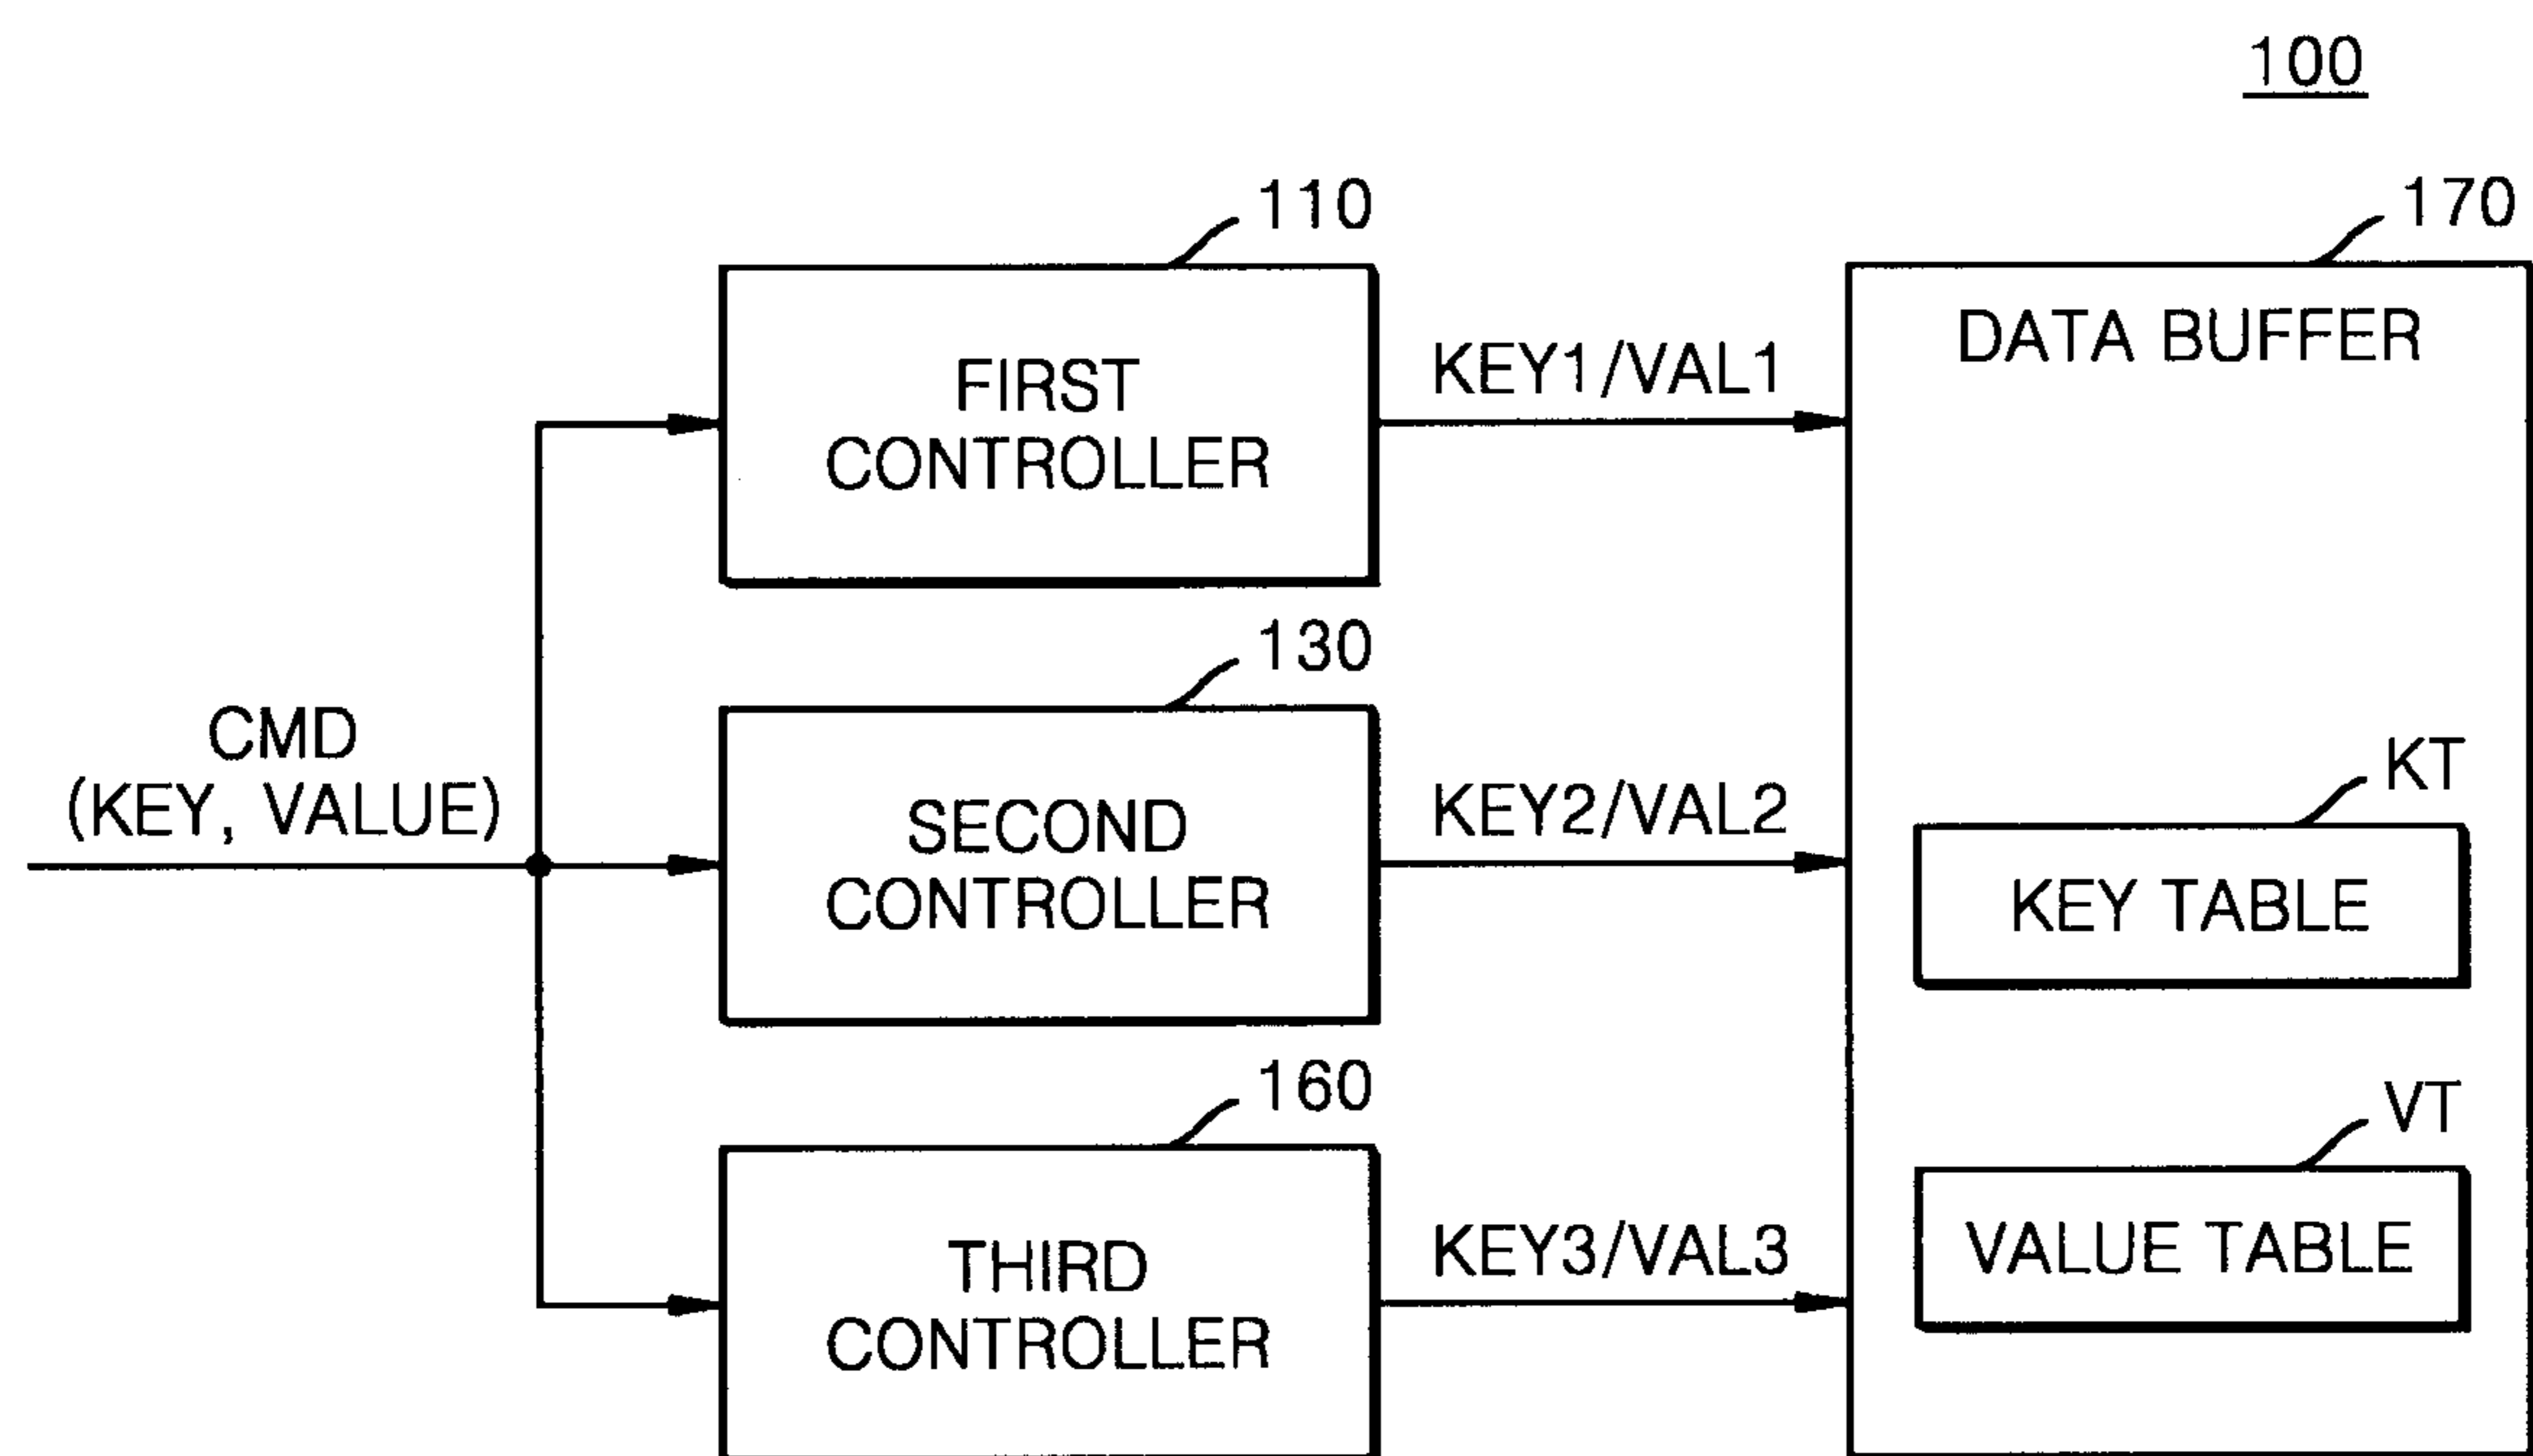 100
110
170
FIRST
CONTROLLER
KEY1/VAL1
DATA BUFFER
130
CMD
(KEY, VALUE)
SECOND
CONTROLLER
KEY2/VAL2
KT
KEY TABLE
160
THIRD
CONTROLLER
KEY3/VAL3
VT
VALUE TABLE